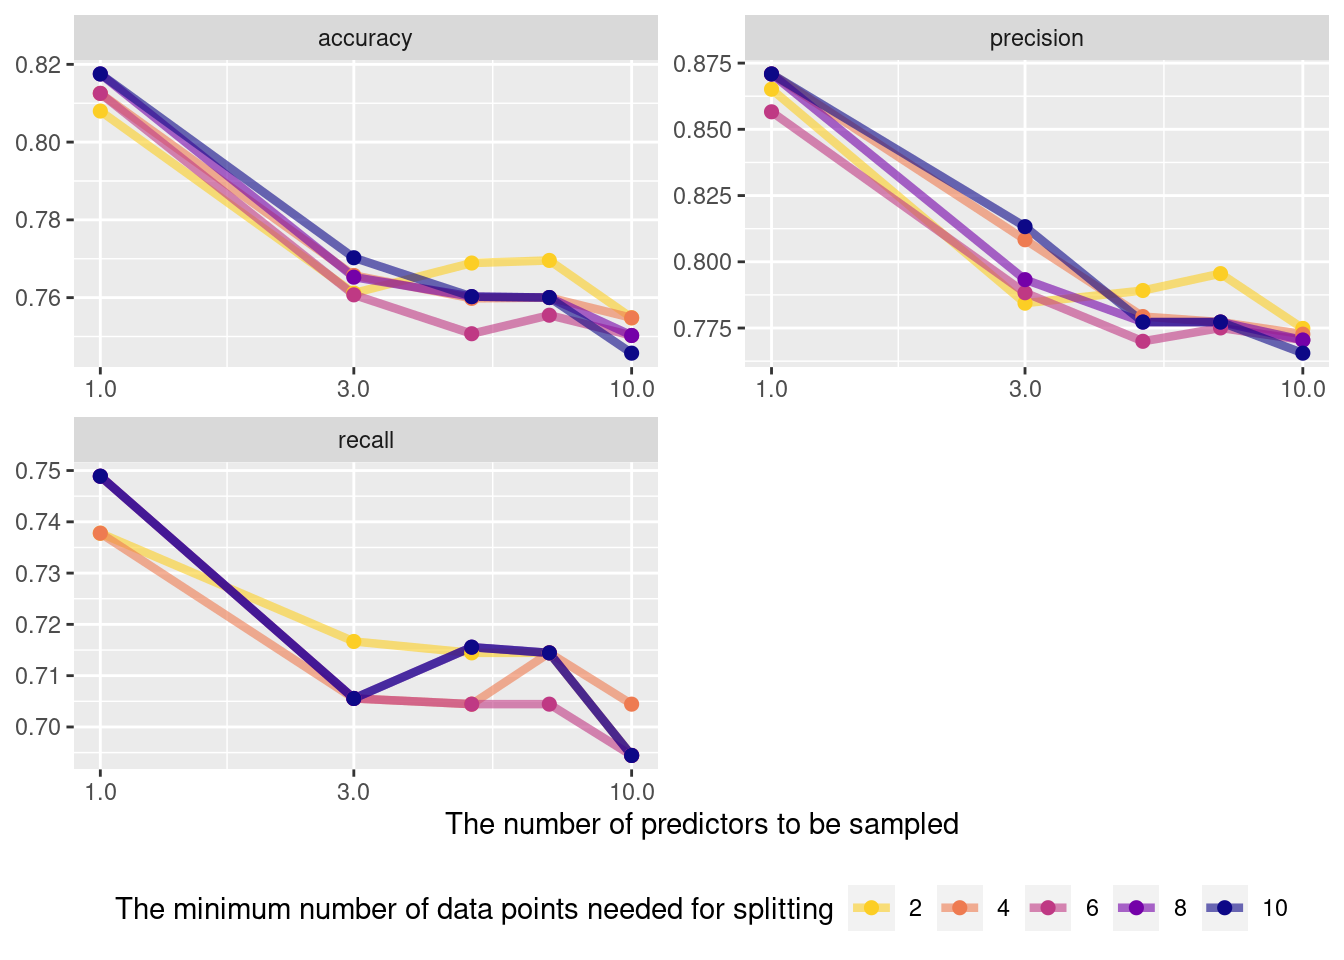 accuracy
0.82
0.80
0.78
0.76
1.0 3.0 10.0
precision
0.875
0.850
0.825
0.800
0.775
1.0 3.0 10.0
recall
0.75
0.74
0.73
0.72
0.71
0.70
1.0 3.0 10.0
The number of predictors to be sampled
The minimum number of data points needed for splitting 2 4 6 8 10